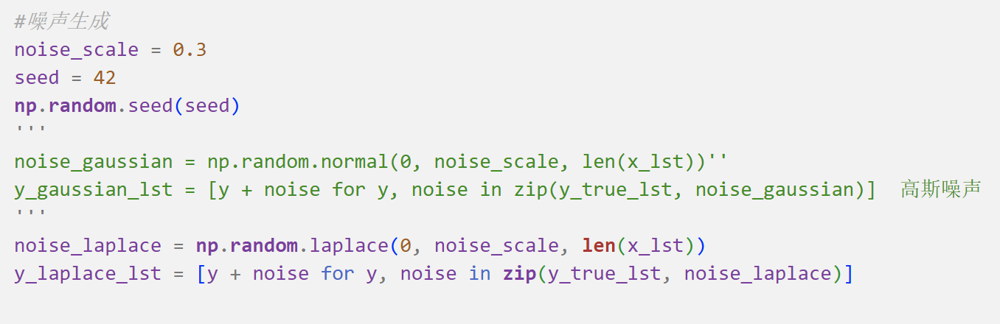 #噪声生成
noise_scale = 0.3
seed = 42
np.random.seed(seed)
'''
noise_gaussian = np.random.normal(0, noise_scale, len(x_lst))''
y_gaussian_lst = [y + noise for y, noise in zip(y_true_lst, noise_gaussian)]  高斯噪声
'''
noise_laplace = np.random.laplace(0, noise_scale, len(x_lst))
y_laplace_lst = [y + noise for y, noise in zip(y_true_lst, noise_laplace)]